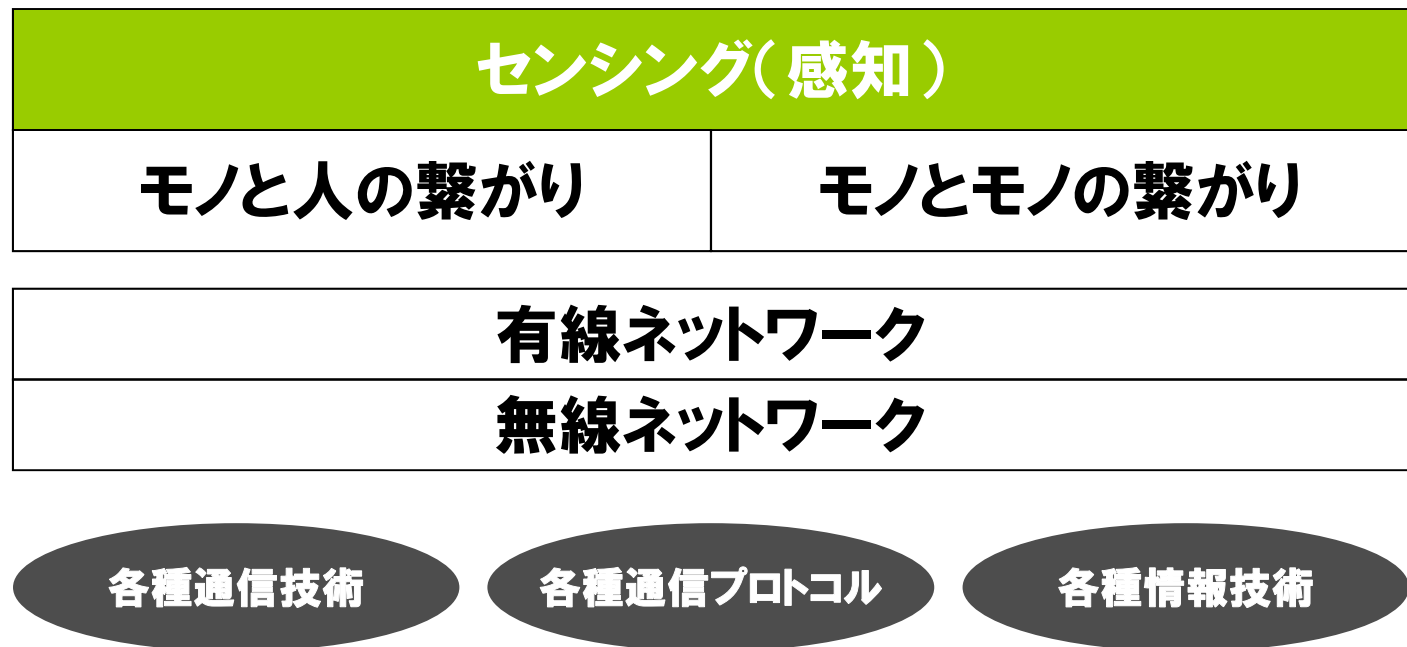 センシング（感知）
モノと人の繋がり
モノとモノの繋がり
有線ネットワーク
無線ネットワーク
各種通信技術
各種通信プロトコル
各種情報技術